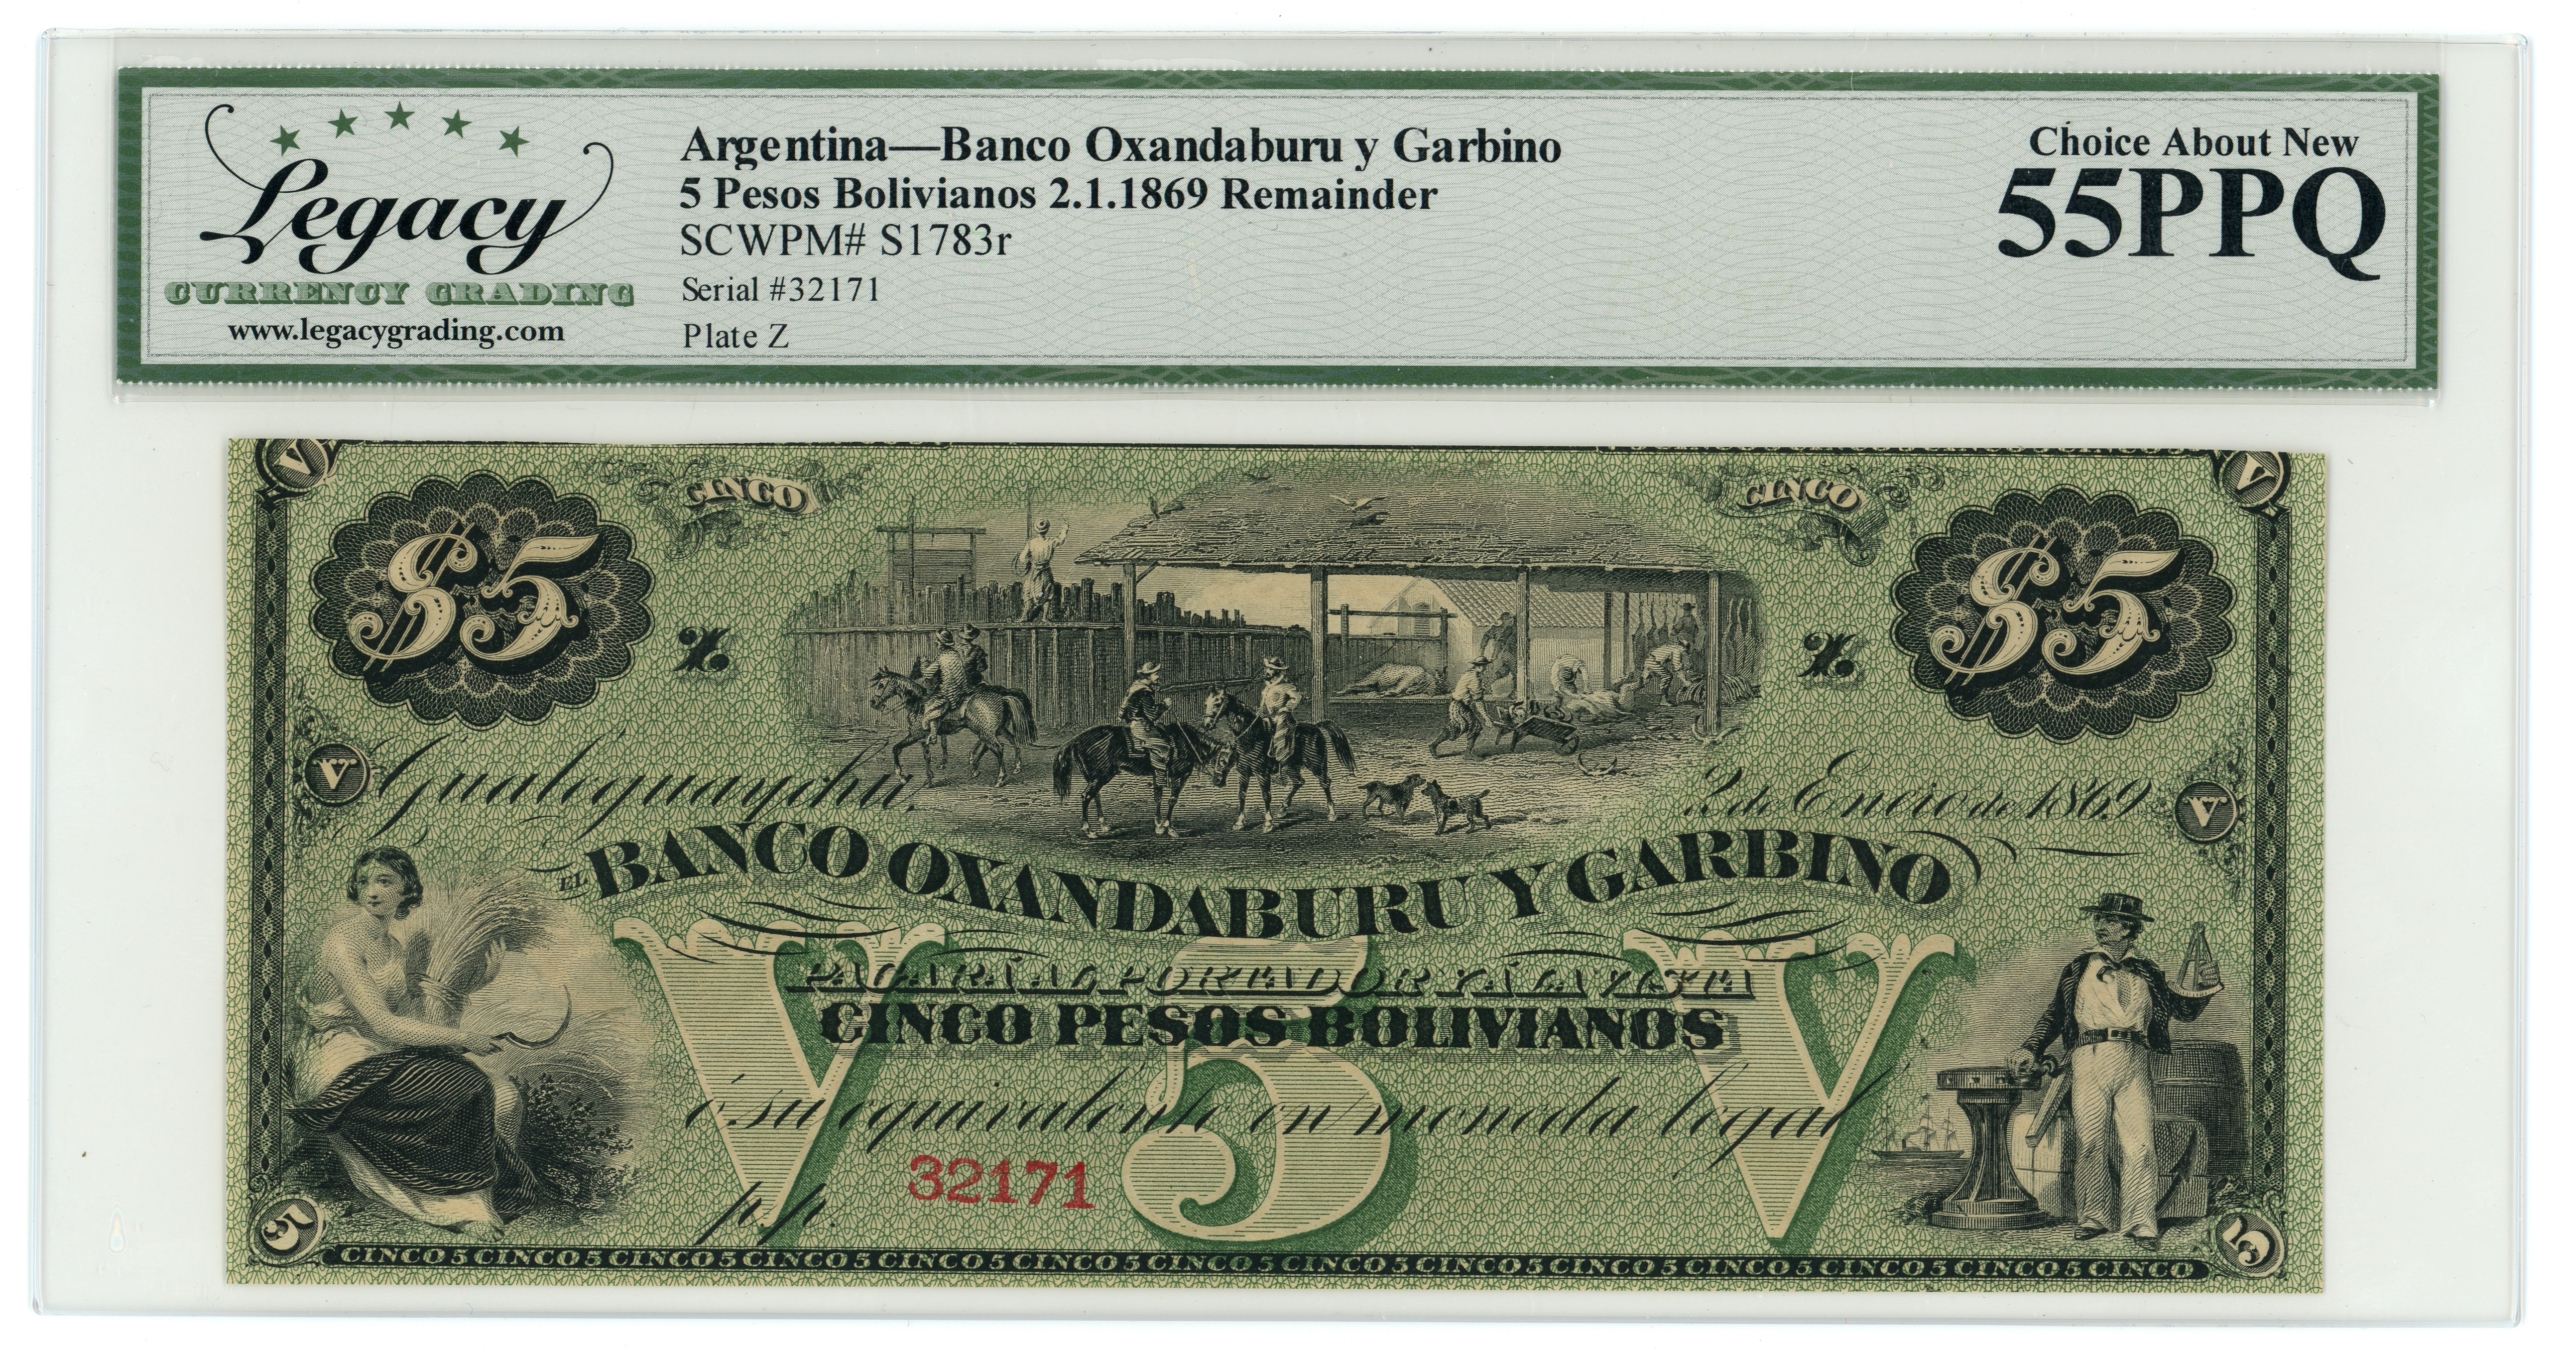 Legacy
CURRENCY GRADING
www.legacygrading.com
Argentina—Banco Oxandaburu y Garbino
5 Pesos Bolivianos 2.1.1869 Remainder
SCWPM# S1783r
Serial #32171
Plate Z
Choice About New
55PPQ
V
V
CINCO
CINCO
$5
$5
Z
Z
V
V
Gualeguaychu,
2 de Enero de 1869
EL BANCO OXANDABURU Y GARBINO
PAGARÁ AL PORTADOR Y Á LA VISTA
CINCO PESOS BOLIVIANOS
V 5 V
ó su equivalente en moneda legal
32171
p.p.
5
5
CINCO 5 CINCO 5 CINCO 5 CINCO 5 CINCO 5 CINCO 5 CINCO 5 CINCO 5 CINCO 5 CINCO 5 CINCO 5 CINCO 5 CINCO 5 CINCO